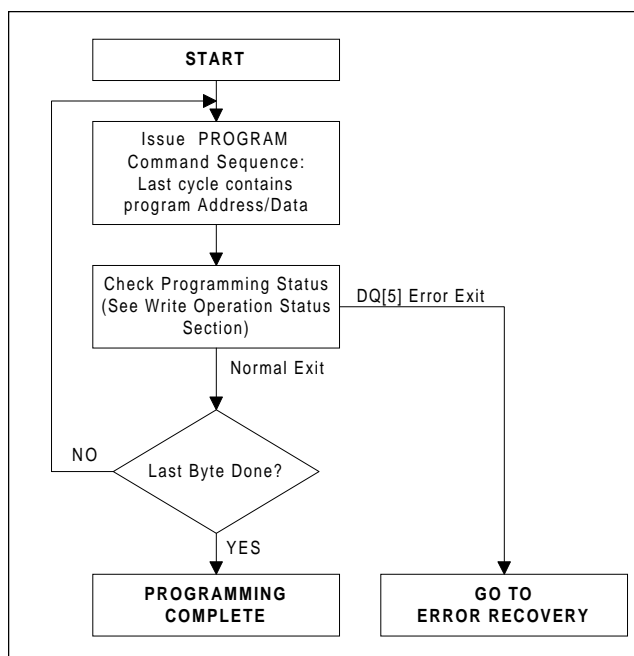 START
Issue PROGRAM
Command Sequence:
Last cycle contains
program Address/Data
Check Programming Status
(See Write Operation Status
Section)
DQ[5] Error Exit
Normal Exit
NO
Last Byte Done?
YES
PROGRAMMING
COMPLETE
GO TO
ERROR RECOVERY